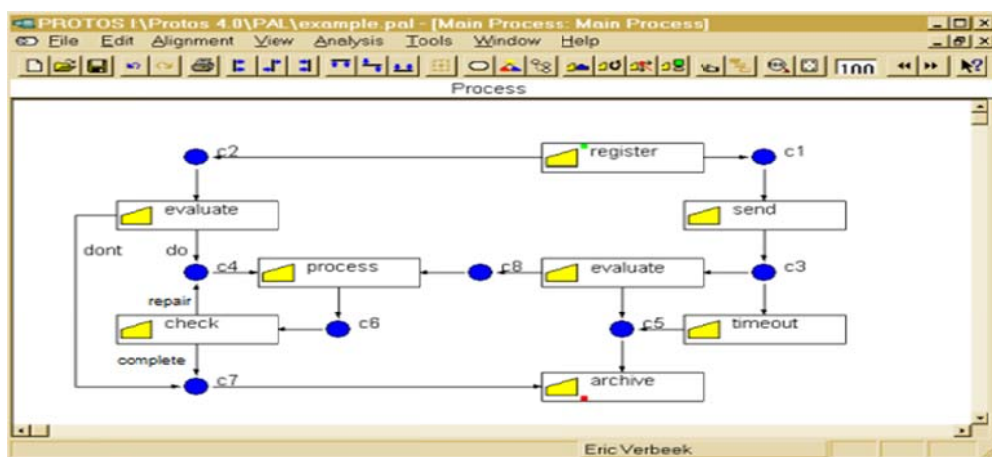 PROTOS I:\Protos 4.0\PAL\example.pal - [Main Process: Main Process]
File Edit Alignment View Analysis Tools Window Help
100
Process
c2 register c1
evaluate send
dont do
c4 process c8 evaluate c3
repair
check c6 c5 timeout
complete
c7 archive
Eric Verbeek